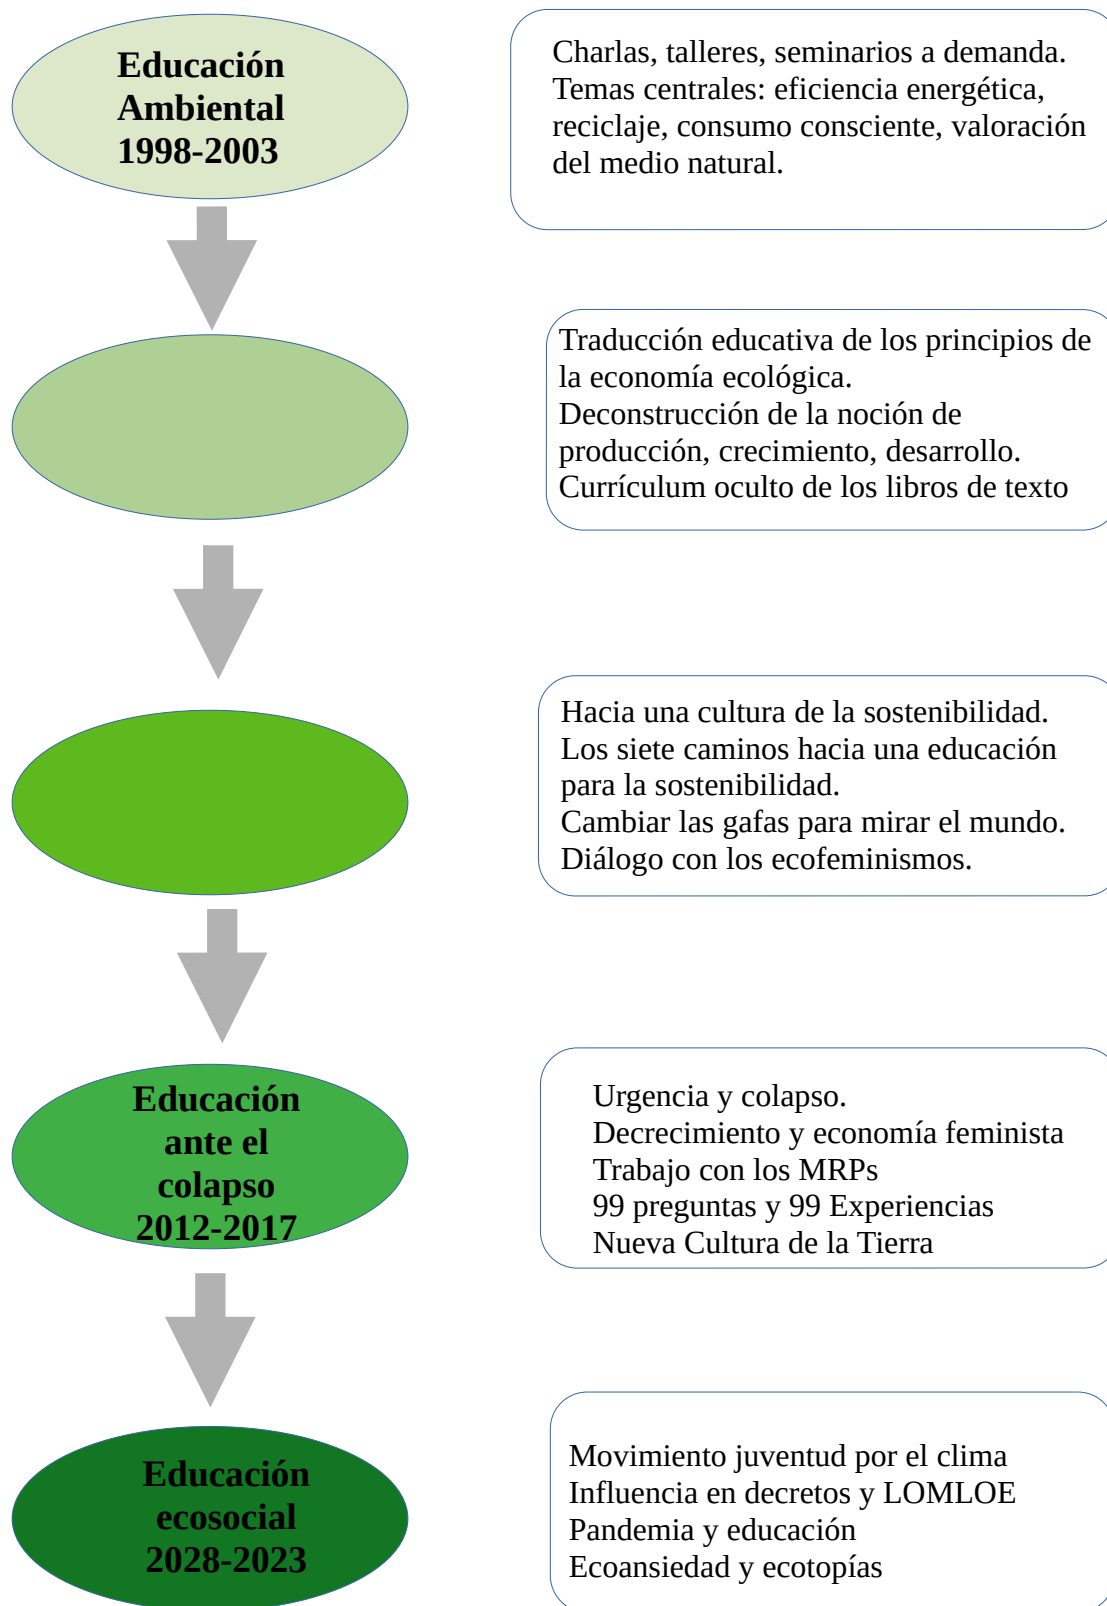 Educación
Ambiental
1998-2003
Charlas, talleres, seminarios a demanda.
Temas centrales: eficiencia energética,
reciclaje, consumo consciente, valoración
del medio natural.
Traducción educativa de los principios de
la economía ecológica.
Deconstrucción de la noción de
producción, crecimiento, desarrollo.
Currículum oculto de los libros de texto
Hacia una cultura de la sostenibilidad.
Los siete caminos hacia una educación
para la sostenibilidad.
Cambiar las gafas para mirar el mundo.
Diálogo con los ecofeminismos.
Educación
ante el
colapso
2012-2017
Urgencia y colapso.
Decrecimiento y economía feminista
Trabajo con los MRPs
99 preguntas y 99 Experiencias
Nueva Cultura de la Tierra
Educación
ecosocial
2028-2023
Movimiento juventud por el clima
Influencia en decretos y LOMLOE
Pandemia y educación
Ecoansiedad y ecotopías